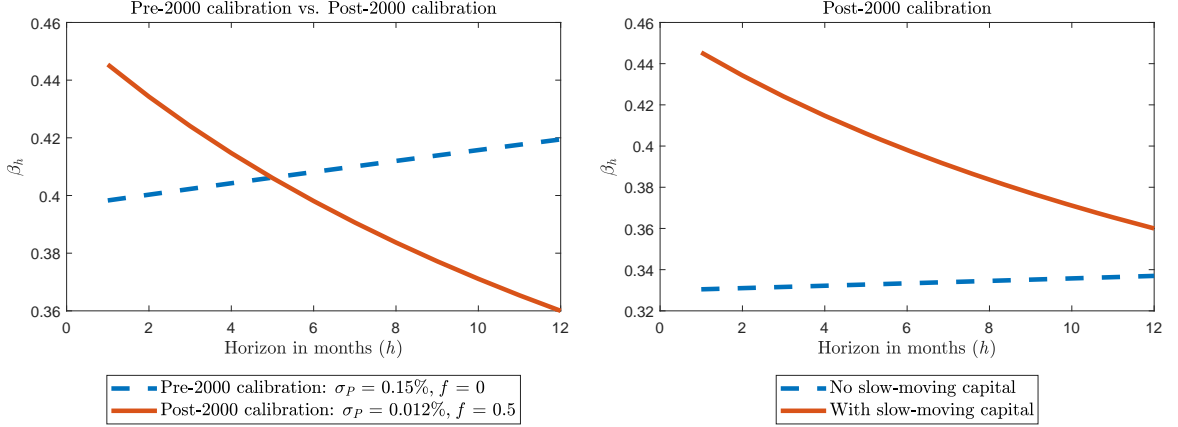 Pre-2000 calibration vs. Post-2000 calibration
0.46
0.44
0.42
0.4
0.38
0.36
β_h
0 2 4 6 8 10 12
Horizon in months (h)
Pre-2000 calibration: σ_P = 0.15%, f = 0
Post-2000 calibration: σ_P = 0.012%, f = 0.5
Post-2000 calibration
0.46
0.44
0.42
0.4
0.38
0.36
0.34
0.32
β_h
0 2 4 6 8 10 12
Horizon in months (h)
No slow-moving capital
With slow-moving capital